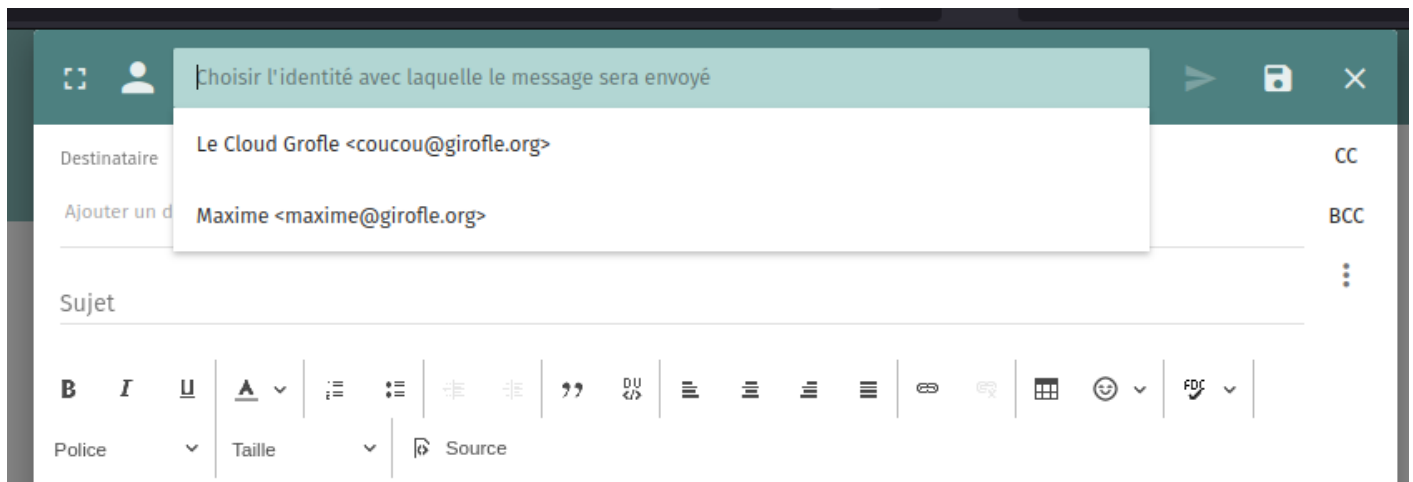 Choisir l'identité avec laquelle le message sera envoyé
Le Cloud Grofle <coucou@girofle.org>
Destinataire
CC
Ajouter un d
Maxime <maxime@girofle.org>
BCC
Sujet
B I U A
Police
Taille
Source